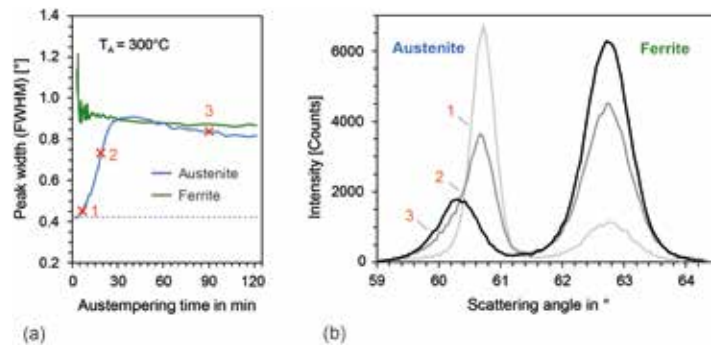 1.4
1.2
1.0
0.8
0.6
0.4
0.2
Peak width (FWHM) [°]
T_A = 300°C
3
2
1
Austenite
Ferrite
0 30 60 90 120
Austempering time in min
(a)
6000
4000
2000
0
Intensity [Counts]
Austenite Ferrite
1
2
3
59 60 61 62 63 64
Scattering angle in °
(b)